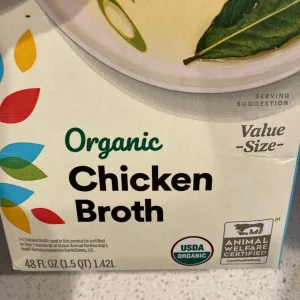 SERVING
SUGGESTION
Value
-Size-
Organic
Chicken
Broth
USDA
ORGANIC
ANIMAL
WELFARE
CERTIFIED
48 FL OZ (1.5 QT) 1.42L